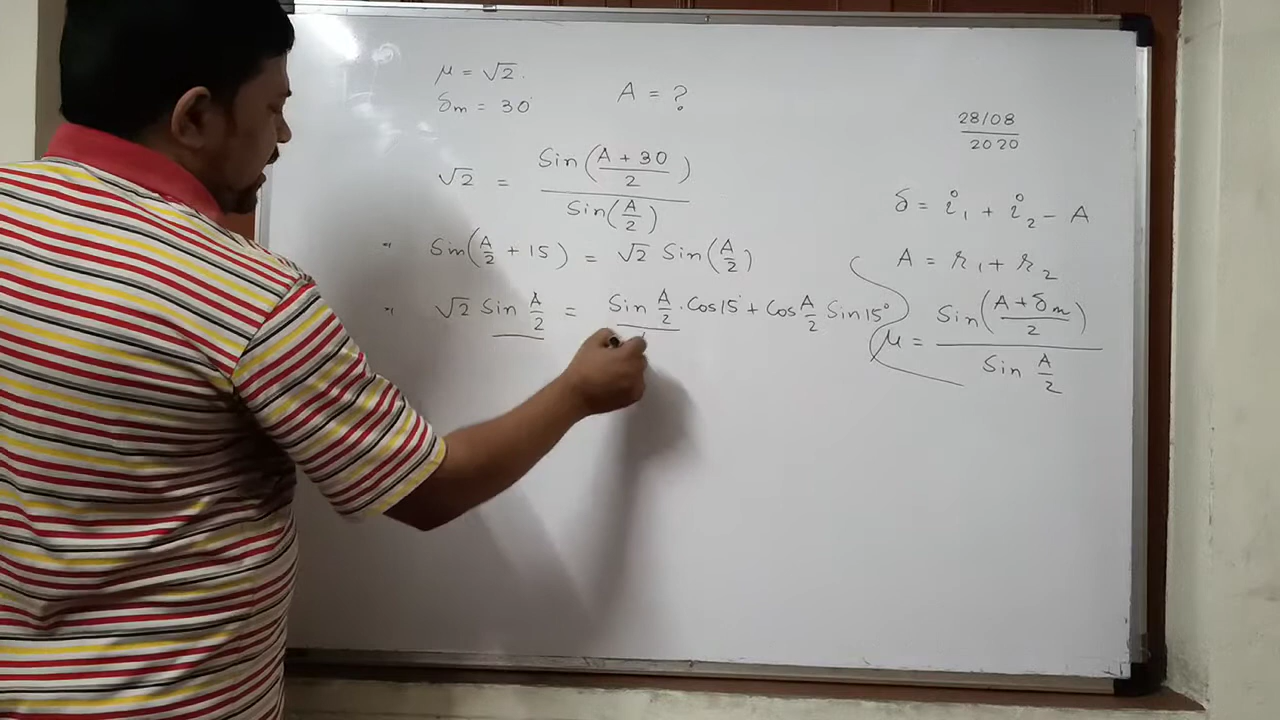 μ = √2.
δm = 30°
A = ?
√2 = Sin((A + 30)/2) / Sin(A/2)
Sin(A/2 + 15) = √2 Sin(A/2)
√2 Sin A/2 = Sin A/2 · Cos15° + Cos A/2 Sin15°
28/08
2020
δ = i₁ + i₂ − A
A = r₁ + r₂
μ = Sin((A + δm)/2) / Sin A/2